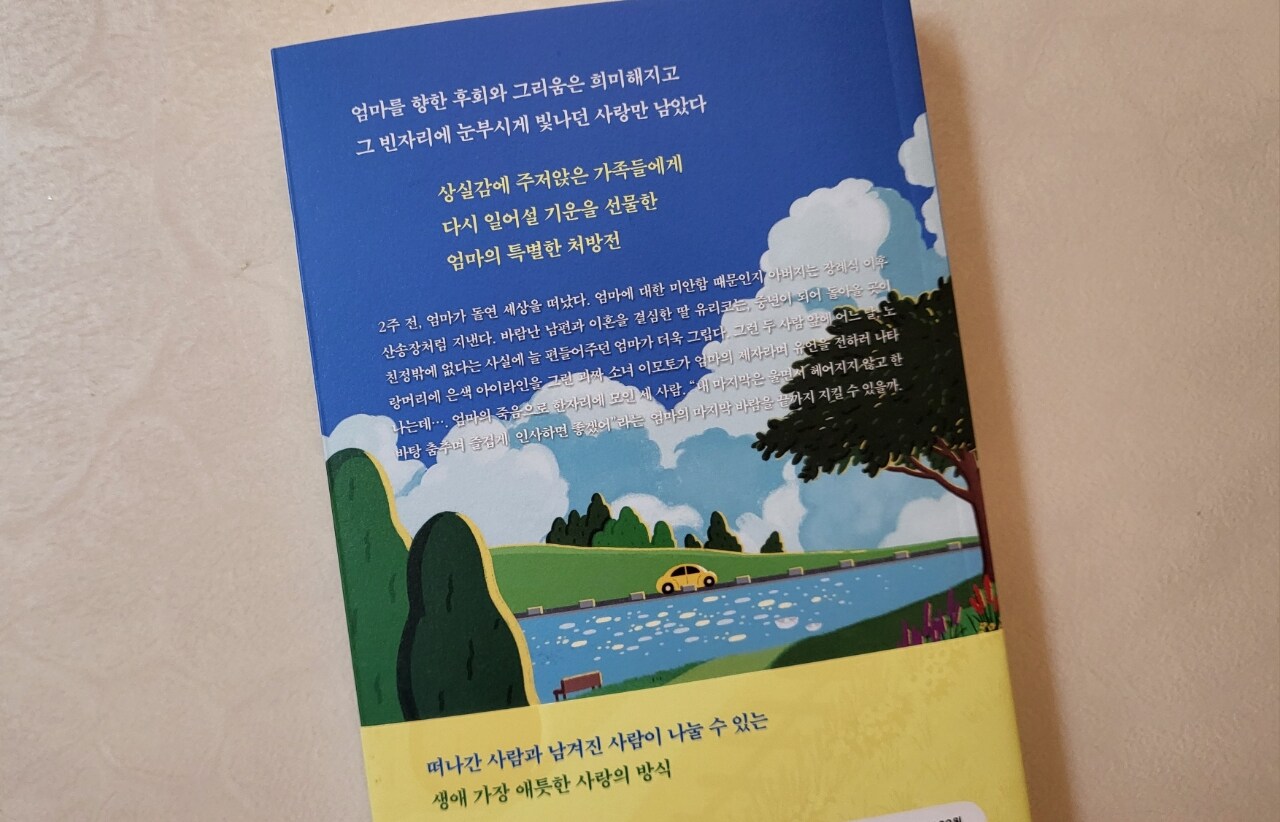 엄마를 향한 후회와 그리움은 희미해지고
그 빈자리에 눈부시게 빛나던 사랑만 남았다
상실감에 주저앉은 가족들에게
다시 일어설 기운을 선물한
엄마의 특별한 처방전
2주 전, 엄마가 돌연 세상을 떠났다. 엄마에 대한 미안함 때문인지 아버지는 장례식 이후
산송장처럼 지낸다. 바람난 남편과 이혼을 결심한 딸 유리코는, 중년이 되어 돌아올 곳이
친정밖에 없다는 사실에 늘 편들어주던 엄마가 더욱 그립다. 그런 두 사람 앞에 어느 날, 노
랑머리에 은색 아이라인을 그린 괴짜 소녀 이모토가 엄마의 제자라며 유언을 전하러 나타
나는데…. 엄마의 죽음으로 한자리에 모인 세 사람. “내 마지막은 울면서 헤어지지 않고 한
바탕 춤추며 즐겁게 인사하면 좋겠어”라는 엄마의 마지막 바람을 끝까지 지킬 수 있을까.
떠나간 사람과 남겨진 사람이 나눌 수 있는
생애 가장 애틋한 사랑의 방식